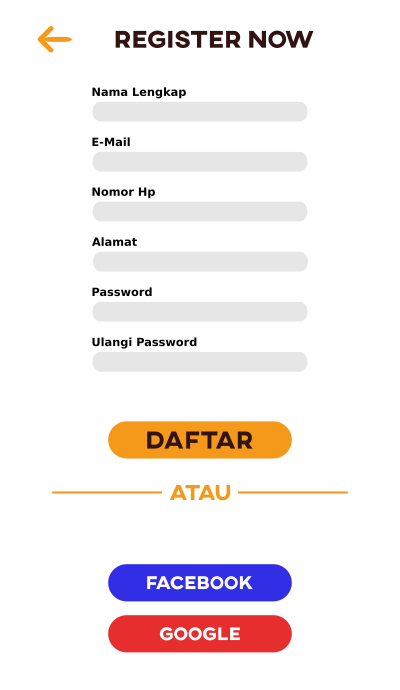 REGISTER NOW
Nama Lengkap
E-Mail
Nomor Hp
Alamat
Password
Ulangi Password
DAFTAR
ATAU
FACEBOOK
GOOGLE